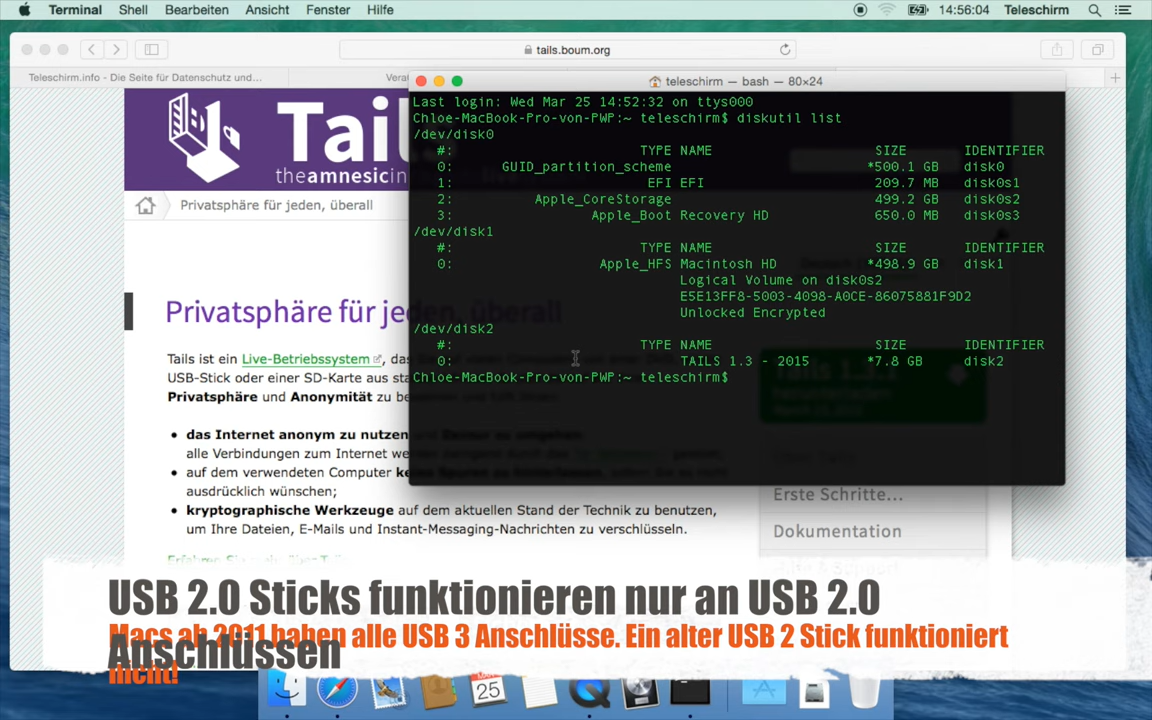 Terminal Shell Bearbeiten Ansicht Fenster Hilfe 14:56:04 Teleschirm
tails.boum.org
Teleschirm.info - Die Seite für Datenschutz und...
teleschirm — bash — 80×24
Last login: Wed Mar 25 14:52:32 on ttys000
Chloe-MacBook-Pro-von-PWP:~ teleschirm$ diskutil list
/dev/disk0
#: TYPE NAME SIZE IDENTIFIER
0: GUID_partition_scheme *500.1 GB disk0
1: EFI EFI 209.7 MB disk0s1
2: Apple_CoreStorage 499.2 GB disk0s2
3: Apple_Boot Recovery HD 650.0 MB disk0s3
/dev/disk1
#: TYPE NAME SIZE IDENTIFIER
0: Apple_HFS Macintosh HD *498.9 GB disk1
Logical Volume on disk0s2
E5E13FF8-5003-4098-A0CE-86075881F9D2
Unlocked Encrypted
/dev/disk2
#: TYPE NAME SIZE IDENTIFIER
0: TAILS 1.3 - 2015 *7.8 GB disk2
Chloe-MacBook-Pro-von-PWP:~ teleschirm$
Tail
theamnesicin
Privatsphäre für jeden, überall
Privatsphäre für jeden, überall
Tails ist ein Live-Betriebssystem, das
USB-Stick oder einer SD-Karte aus
Privatsphäre und Anonymität zu
das Internet anonym zu nutzen
alle Verbindungen zum Internet
auf dem verwendeten Computer keine Spuren zu hinterlassen
ausdrücklich wünschen;
kryptographische Werkzeuge auf dem aktuellen Stand der Technik zu benutzen,
um Ihre Dateien, E-Mails und Instant-Messaging-Nachrichten zu verschlüsseln.
Erste Schritte...
Dokumentation
USB 2.0 Sticks funktionieren nur an USB 2.0
Anschlüssen
Macs ab 2011 haben alle USB 3 Anschlüsse. Ein alter USB 2 Stick funktioniert
nicht!
25